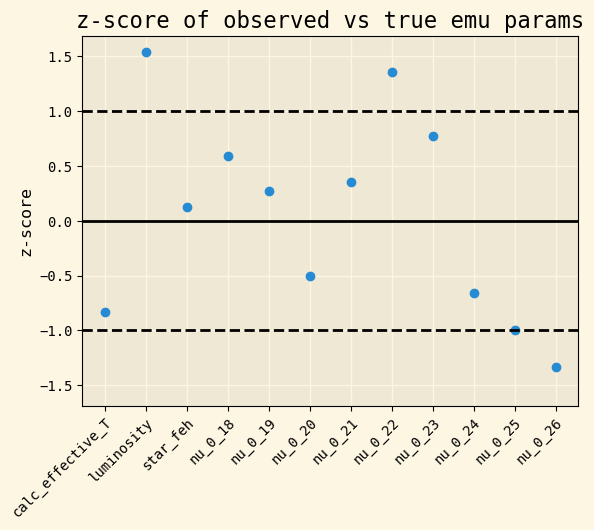 z-score of observed vs true emu params
z-score
1.5
1.0
0.5
0.0
−0.5
−1.0
−1.5
calc_effective_T
luminosity
star_feh
nu_0_18
nu_0_19
nu_0_20
nu_0_21
nu_0_22
nu_0_23
nu_0_24
nu_0_25
nu_0_26